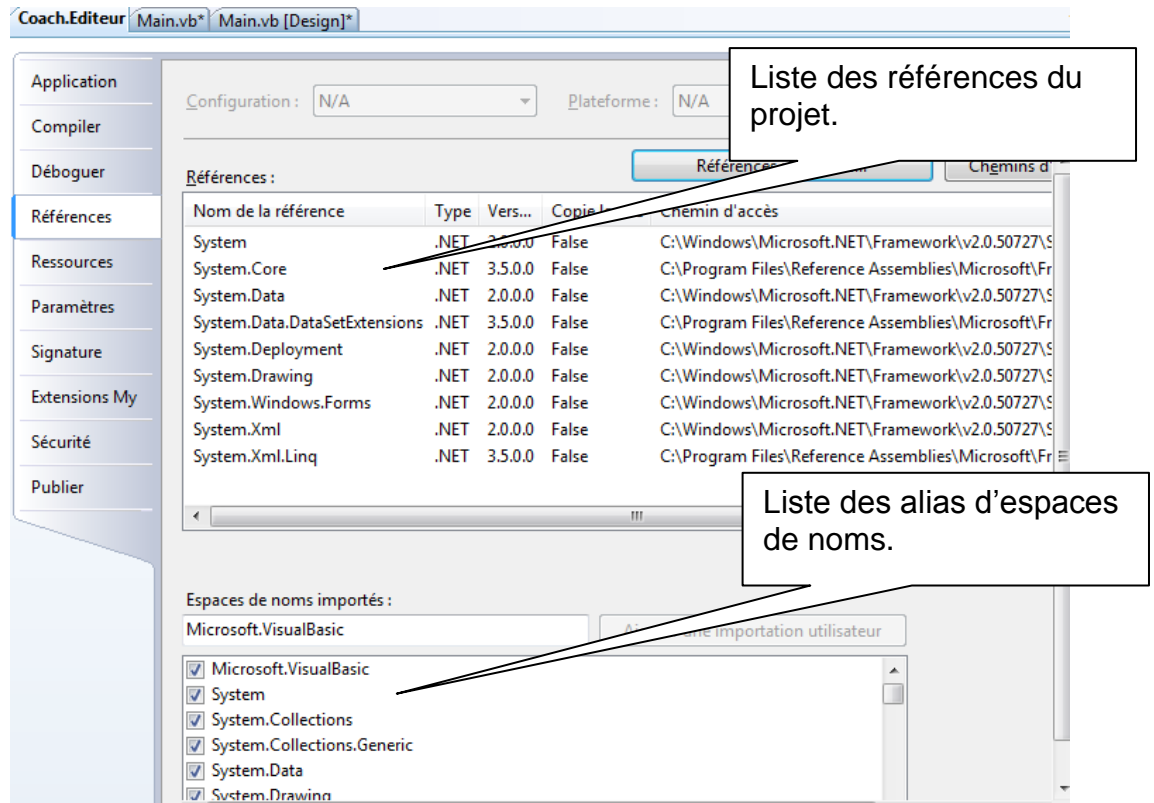 Coach.Editeur Main.vb* Main.vb [Design]*
Application
Compiler
Déboguer
Références
Ressources
Paramètres
Signature
Extensions My
Sécurité
Publier
Configuration : N/A Plateforme : N/A
Liste des références du
projet.
Références Chemins d'
Références :
Nom de la référence Type Vers... Copie Chemin d'accès
System .NET False C:\Windows\Microsoft.NET\Framework\v2.0.50727\S
System.Core .NET 3.5.0.0 False C:\Program Files\Reference Assemblies\Microsoft\Fr
System.Data .NET 2.0.0.0 False C:\Windows\Microsoft.NET\Framework\v2.0.50727\S
System.Data.DataSetExtensions .NET 3.5.0.0 False C:\Program Files\Reference Assemblies\Microsoft\Fr
System.Deployment .NET 2.0.0.0 False C:\Windows\Microsoft.NET\Framework\v2.0.50727\S
System.Drawing .NET 2.0.0.0 False C:\Windows\Microsoft.NET\Framework\v2.0.50727\S
System.Windows.Forms .NET 2.0.0.0 False C:\Windows\Microsoft.NET\Framework\v2.0.50727\S
System.Xml .NET 2.0.0.0 False C:\Windows\Microsoft.NET\Framework\v2.0.50727\S
System.Xml.Linq .NET 3.5.0.0 False C:\Program Files\Reference Assemblies\Microsoft\Fr
Liste des alias d’espaces
de noms.
Espaces de noms importés :
Microsoft.VisualBasic importation utilisateur
Microsoft.VisualBasic
System
System.Collections
System.Collections.Generic
System.Data
System.Drawing